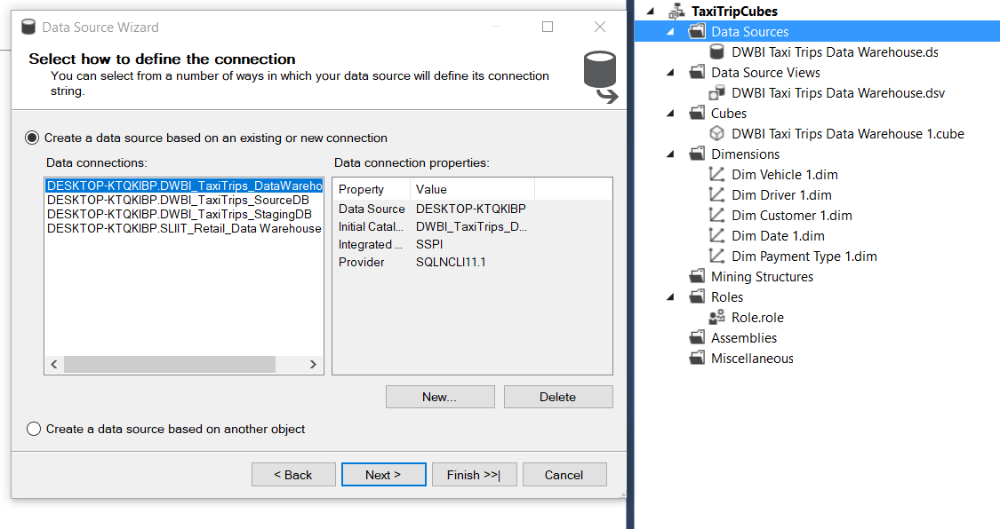 Data Source Wizard
Select how to define the connection
You can select from a number of ways in which your data source will define its connection
string.
Create a data source based on an existing or new connection
Data connections:
DESKTOP-KTQKIBP.DWBI_TaxiTrips_DataWareho
DESKTOP-KTQKIBP.DWBI_TaxiTrips_SourceDB
DESKTOP-KTQKIBP.DWBI_TaxiTrips_StagingDB
DESKTOP-KTQKIBP.SLIIT_Retail_Data Warehouse
Data connection properties:
Property Value
Data Source DESKTOP-KTQKIBP
Initial Catal... DWBI_TaxiTrips_D...
Integrated ... SSPI
Provider SQLNCLI11.1
New... Delete
Create a data source based on another object
< Back Next > Finish >>| Cancel
TaxiTripCubes
Data Sources
DWBI Taxi Trips Data Warehouse.ds
Data Source Views
DWBI Taxi Trips Data Warehouse.dsv
Cubes
DWBI Taxi Trips Data Warehouse 1.cube
Dimensions
Dim Vehicle 1.dim
Dim Driver 1.dim
Dim Customer 1.dim
Dim Date 1.dim
Dim Payment Type 1.dim
Mining Structures
Roles
Role.role
Assemblies
Miscellaneous